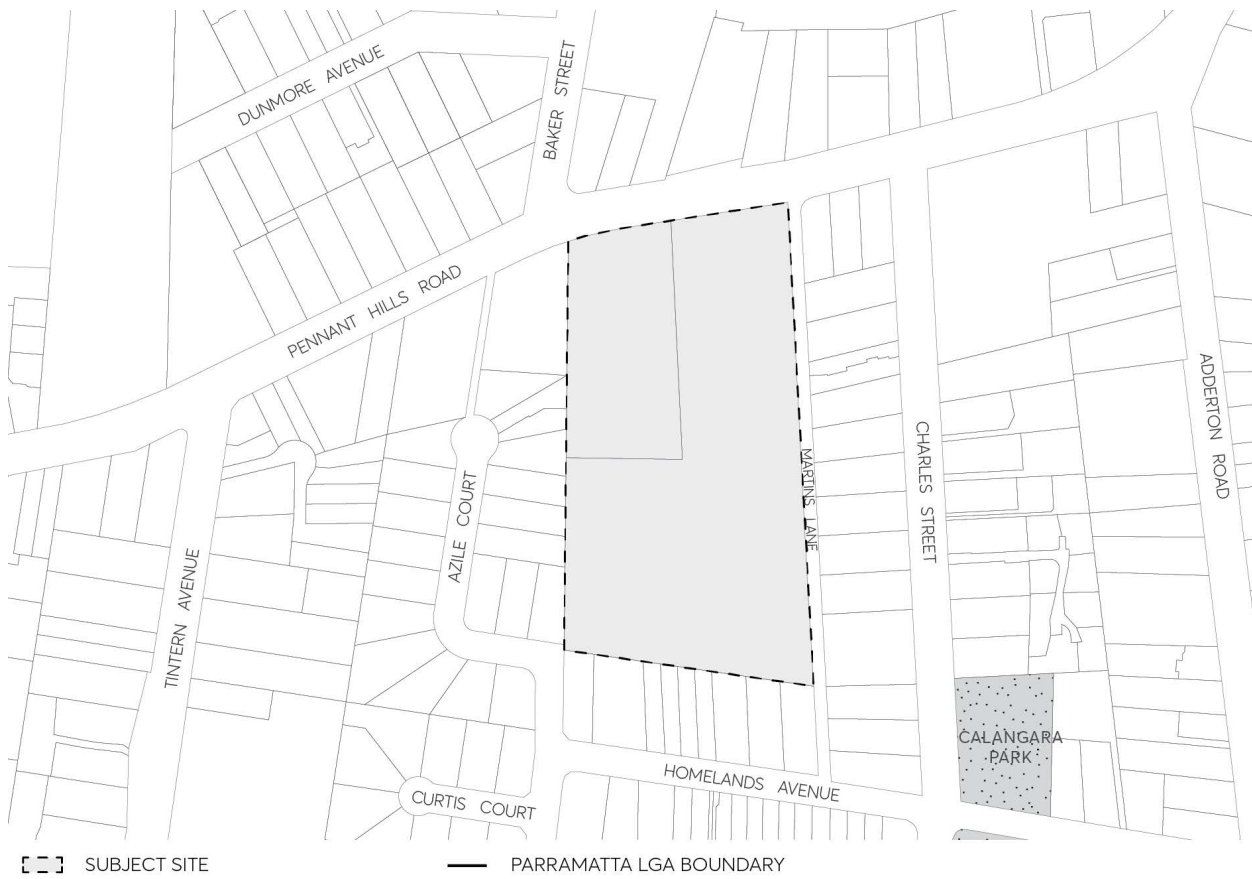 DUNMORE AVENUE
BAKER STREET
PENNANT HILLS ROAD
MARTINS LANE
CHARLES STREET
ADDERTON ROAD
AZILE COURT
TINTERN AVENUE
CALANGARA
PARK
HOMELANDS AVENUE
CURTIS COURT
SUBJECT SITE
PARRAMATTA LGA BOUNDARY